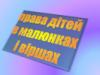 права дітей
в малюнках
і віршах